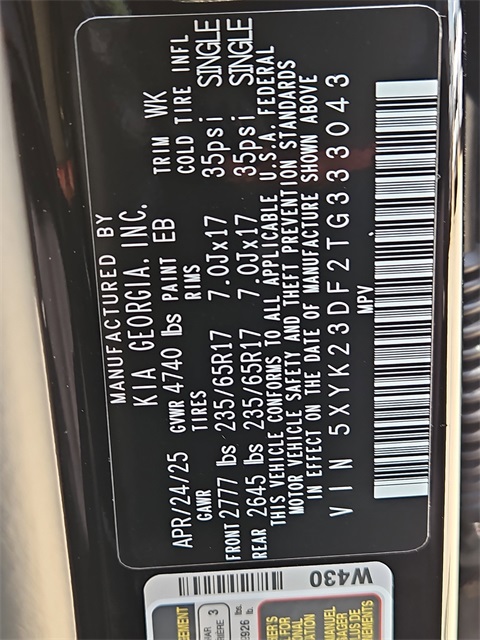 MANUFACTURED BY
KIA GEORGIA, INC.
APR/24/25 GVWR 4740 lbs PAINT EB TRIM WK
GAWR TIRES RIMS COLD TIRE INFL
FRONT 2777 lbs 235/65R17 7.0Jx17 35psi SINGLE
REAR 2645 lbs 235/65R17 7.0Jx17 35psi SINGLE
THIS VEHICLE CONFORMS TO ALL APPLICABLE U.S.A. FEDERAL
MOTOR VEHICLE SAFETY AND THEFT PREVENTION STANDARDS
IN EFFECT ON THE DATE OF MANUFACTURE SHOWN ABOVE
VIN 5XYK23DF2TG333043
MPV
W430